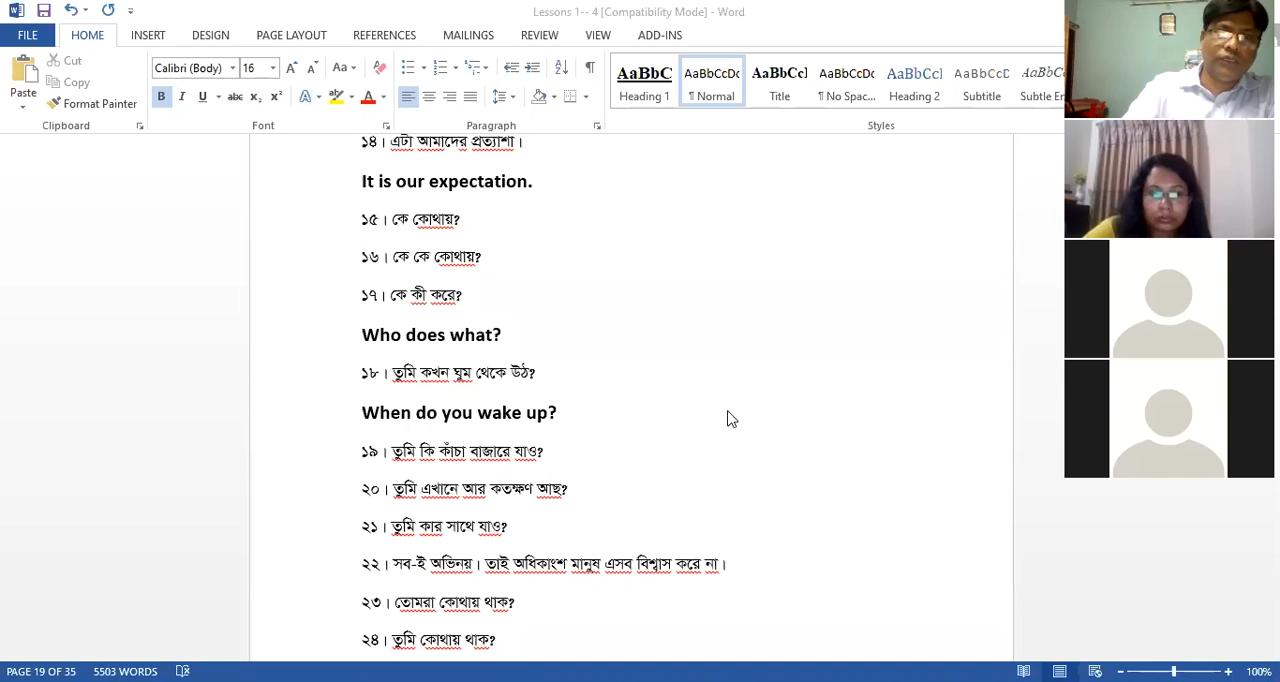 Lessons 1-- 4 [Compatibility Mode] - Word
FILE HOME INSERT DESIGN PAGE LAYOUT REFERENCES MAILINGS REVIEW VIEW ADD-INS
Cut
Copy
Format Painter
Paste
Calibri (Body) 16
AaBbC AaBbCcDc AaBbCc] AaBbCcDc AaBbCc] AaBbCcD AaBbCcD
Heading 1 ¶ Normal Title ¶ No Spac... Heading 2 Subtitle Subtle Em
Clipboard Font Paragraph Styles
১৪। এটা আমাদের প্রত্যাশা।
It is our expectation.
১৫। কে কোথায়?
১৬। কে কে কোথায়?
১৭। কে কী করে?
Who does what?
১৮। তুমি কখন ঘুম থেকে উঠ?
When do you wake up?
১৯। তুমি কি কাঁচা বাজারে যাও?
২০। তুমি এখানে আর কতক্ষণ আছ?
২১। তুমি কার সাথে যাও?
২২। সব-ই অভিনয়। তাই অধিকাংশ মানুষ এসব বিশ্বাস করে না।
২৩। তোমরা কোথায় থাক?
২৪। তুমি কোথায় থাক?
PAGE 19 OF 35 5503 WORDS 100%